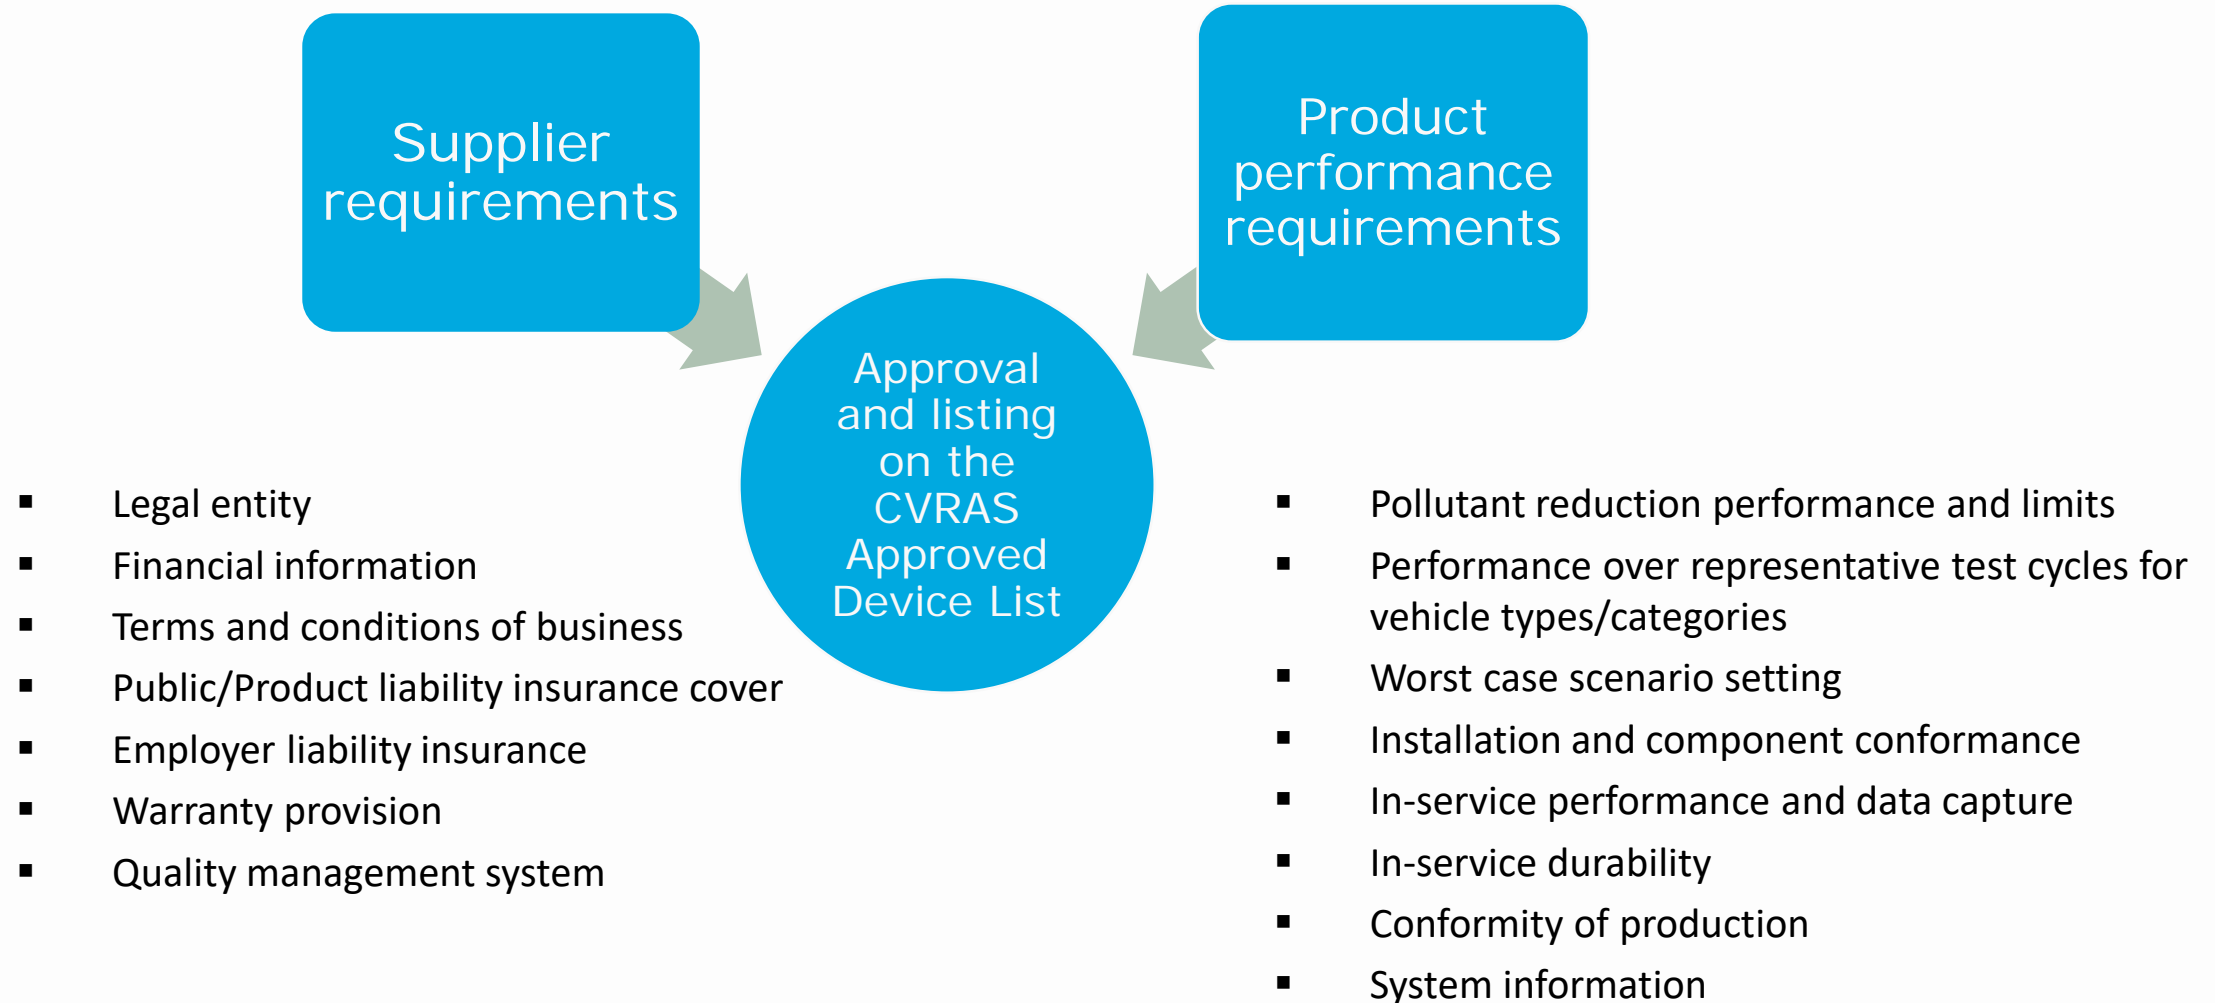 Supplier
requirements
Product
performance
requirements
Approval
and listing
on the
CVRAS
Approved
Device List
▪ Legal entity
▪ Financial information
▪ Terms and conditions of business
▪ Public/Product liability insurance cover
▪ Employer liability insurance
▪ Warranty provision
▪ Quality management system
▪ Pollutant reduction performance and limits
▪ Performance over representative test cycles for
vehicle types/categories
▪ Worst case scenario setting
▪ Installation and component conformance
▪ In-service performance and data capture
▪ In-service durability
▪ Conformity of production
▪ System information